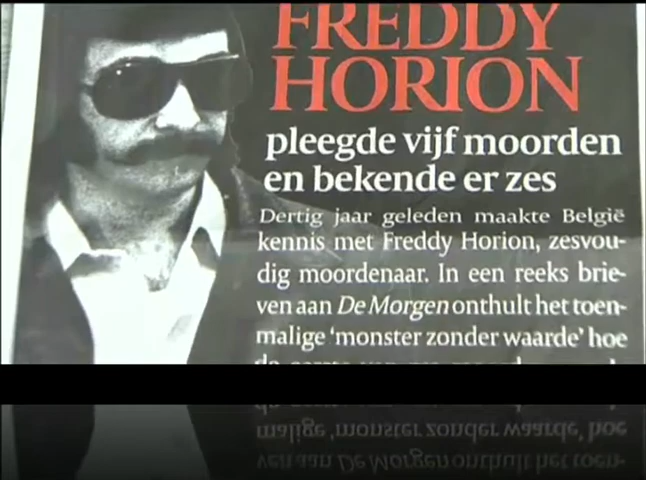 FREDDY
HORION
pleegde vijf moorden
en bekende er zes
Dertig jaar geleden maakte België
kennis met Freddy Horion, zesvou-
dig moordenaar. In een reeks brie-
ven aan De Morgen onthult het toen-
malige 'monster zonder waarde' hoe